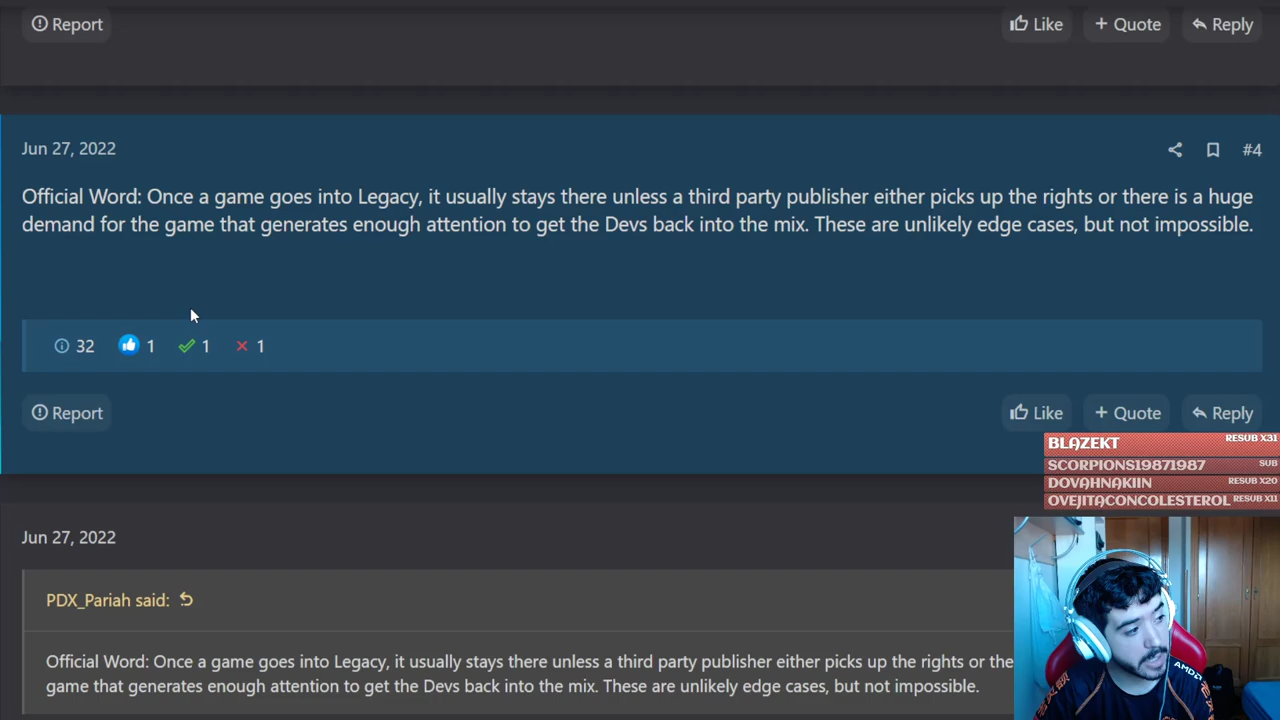 Report
Like
+ Quote
Reply
Jun 27, 2022
#4
Official Word: Once a game goes into Legacy, it usually stays there unless a third party publisher either picks up the rights or there is a huge
demand for the game that generates enough attention to get the Devs back into the mix. These are unlikely edge cases, but not impossible.
32
1
1
1
Report
Like
+ Quote
Reply
BLAZEKT RESUB X31
SCORPIONS19871987 SUB
DOVAHNAKIIN RESUB X20
OVEJITACONCOLESTEROL RESUB X11
Jun 27, 2022
PDX_Pariah said:
Official Word: Once a game goes into Legacy, it usually stays there unless a third party publisher either picks up the rights or the
game that generates enough attention to get the Devs back into the mix. These are unlikely edge cases, but not impossible.
AMD